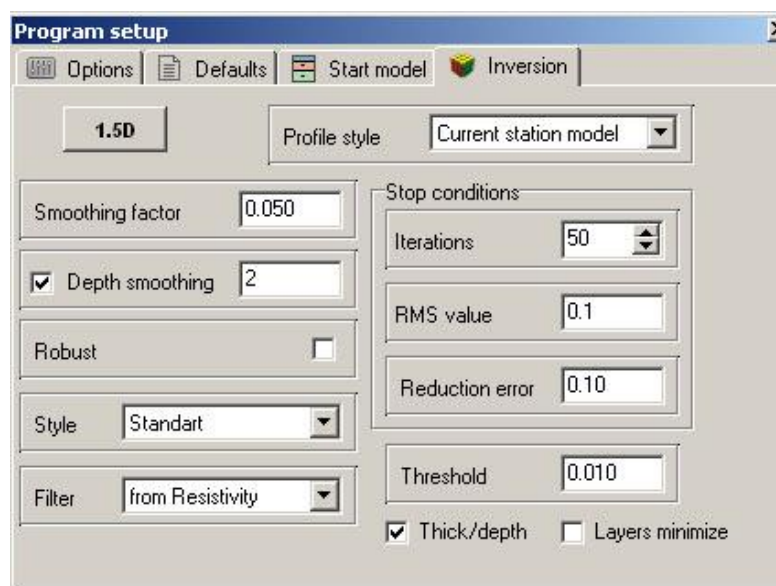 Program setup
Options Defaults Start model Inversion
1.5D
Profile style Current station model
Smoothing factor 0.050
Depth smoothing 2
Robust
Style Standart
Filter from Resistivity
Stop conditions
Iterations 50
RMS value 0.1
Reduction error 0.10
Threshold 0.010
Thick/depth Layers minimize